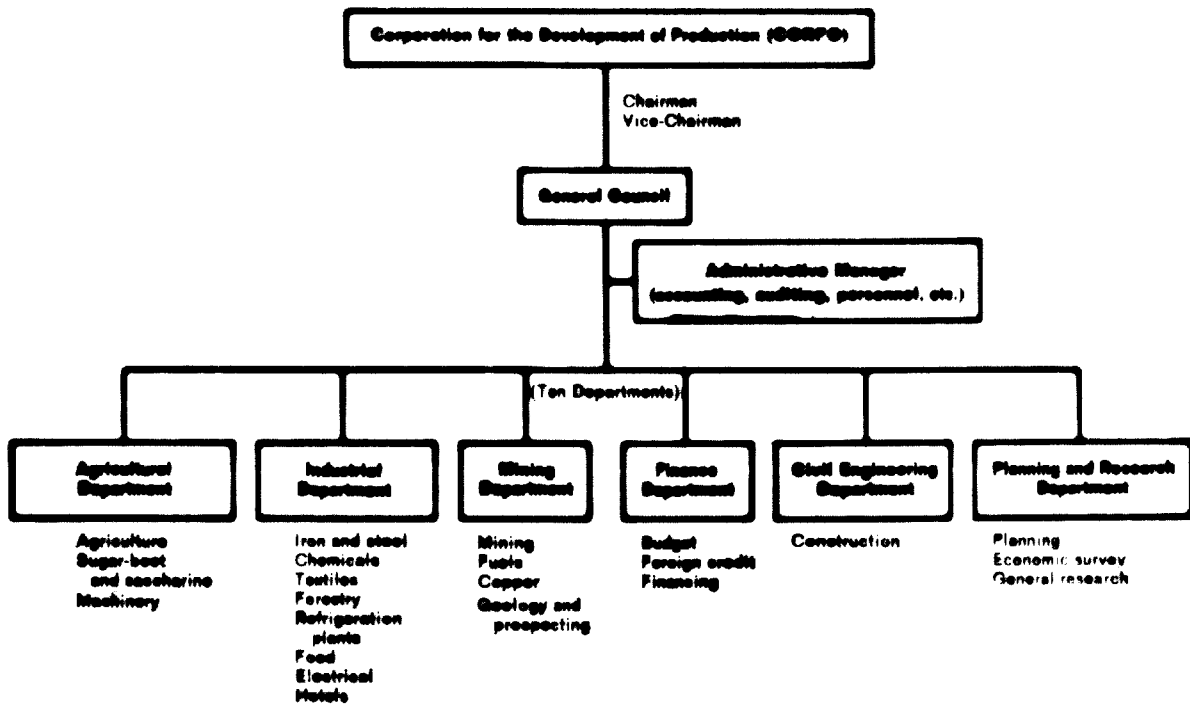 Corporation for the Development of Production (CORFO)
Chairman
Vice-Chairman
General Council
Administrative Manager
(accounting, auditing, personnel, etc.)
(Ten Departments)
Agricultural
Department
Agriculture
Sugar-beet
and saccharine
Machinery
Industrial
Department
Iron and steel
Chemicals
Textiles
Forestry
Refrigeration
plants
Food
Electrical
Metals
Mining
Department
Mining
Fuels
Copper
Geology and
prospecting
Finance
Department
Budget
Foreign credit
Financing
Civil Engineering
Department
Construction
Planning and Research
Department
Planning
Economic survey
General research